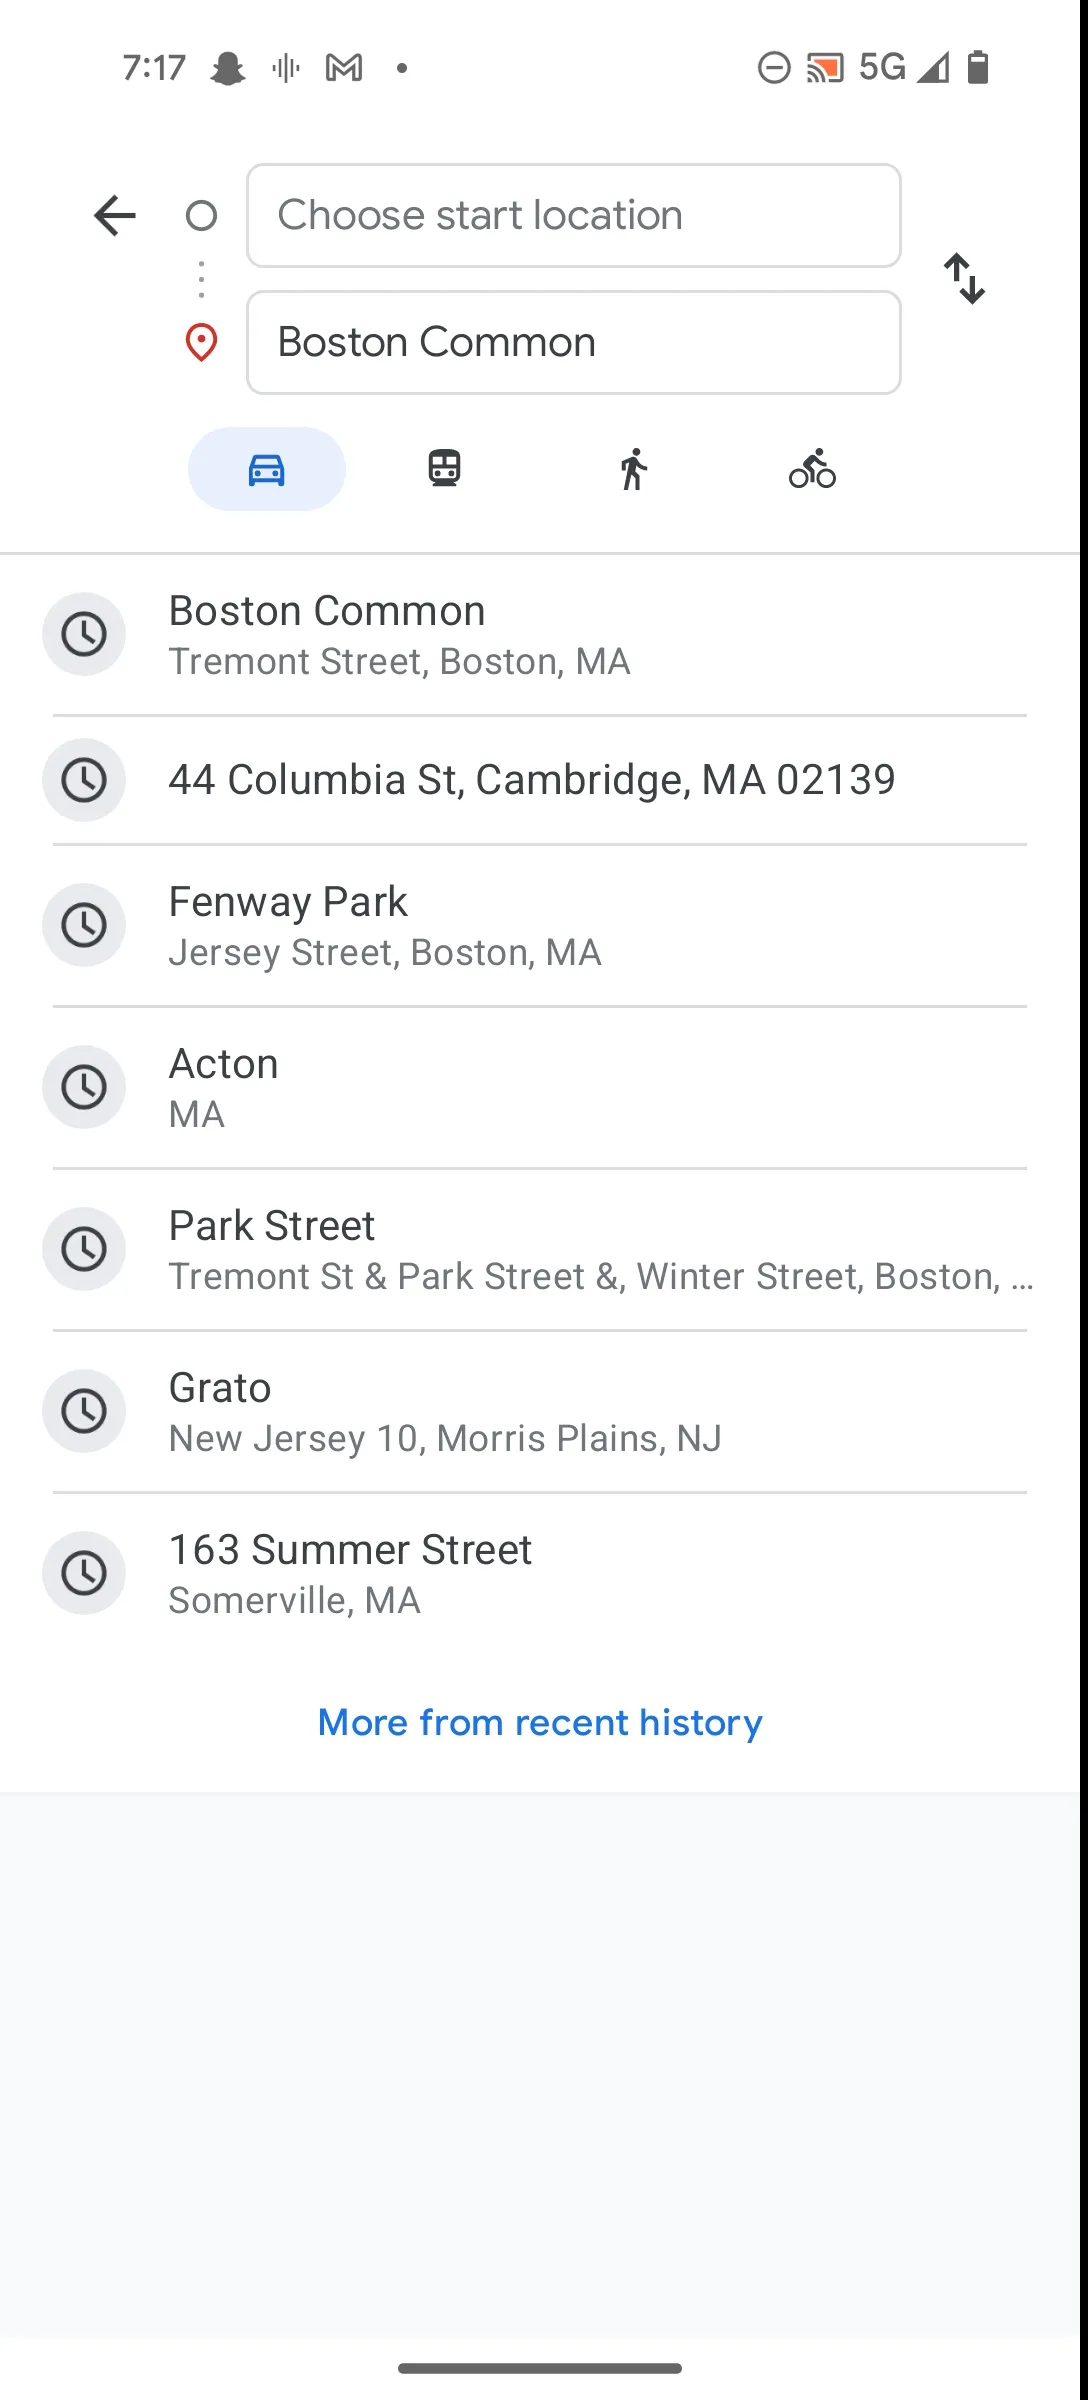 7:17
5G
Choose start location
Boston Common
Boston Common
Tremont Street, Boston, MA
44 Columbia St, Cambridge, MA 02139
Fenway Park
Jersey Street, Boston, MA
Acton
MA
Park Street
Tremont St & Park Street &, Winter Street, Boston, ...
Grato
New Jersey 10, Morris Plains, NJ
163 Summer Street
Somerville, MA
More from recent history